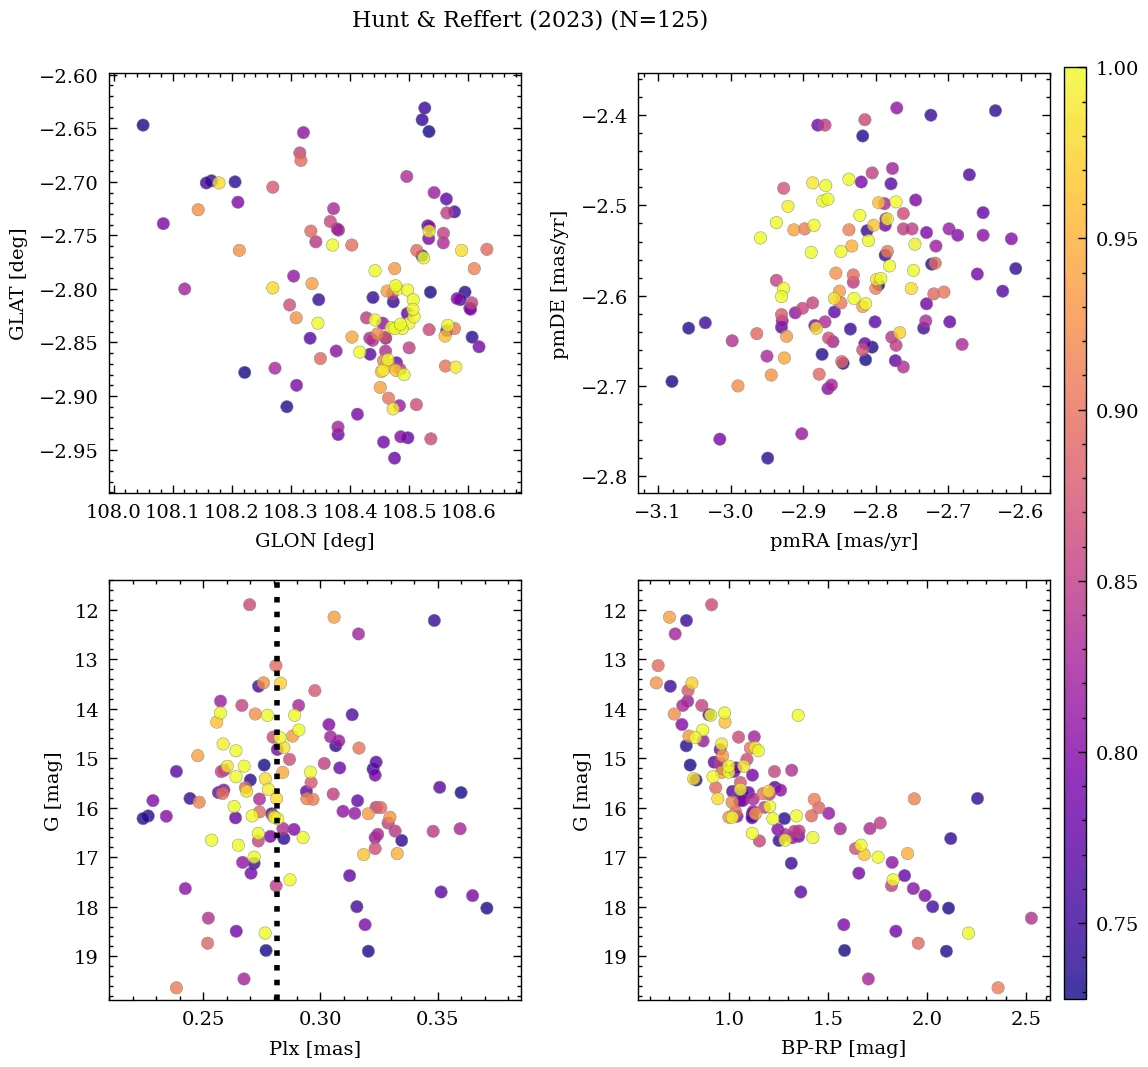 Hunt & Reffert (2023) (N=125)
−2.60
−2.65
−2.70
−2.75
−2.80
−2.85
−2.90
−2.95
GLAT [deg]
108.0 108.1 108.2 108.3 108.4 108.5 108.6
GLON [deg]
−2.4
−2.5
−2.6
−2.7
−2.8
pmDE [mas/yr]
−3.1 −3.0 −2.9 −2.8 −2.7 −2.6
pmRA [mas/yr]
12
13
14
15
16
17
18
19
G [mag]
0.25 0.30 0.35
Plx [mas]
12
13
14
15
16
17
18
19
G [mag]
1.0 1.5 2.0 2.5
BP-RP [mag]
1.00
0.95
0.90
0.85
0.80
0.75